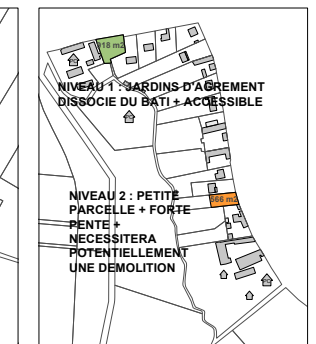 918 m2
NIVEAU 1 : JARDINS D'AGREMENT
DISSOCIE DU BATI + ACCESSIBLE
NIVEAU 2 : PETITE
PARCELLE + FORTE
PENTE +
NECESSITERA
POTENTIELLEMENT
UNE DEMOLITION
566 m2